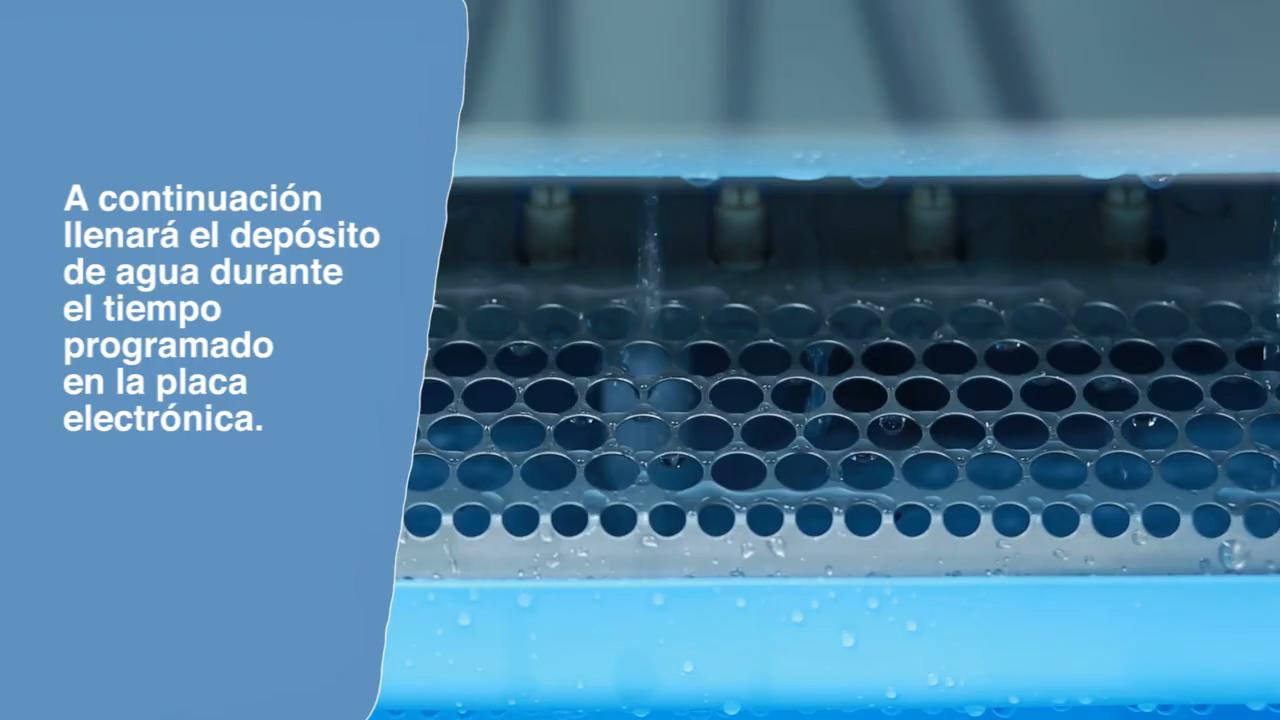 A continuación
llenará el depósito
de agua durante
el tiempo
programado
en la placa
electrónica.